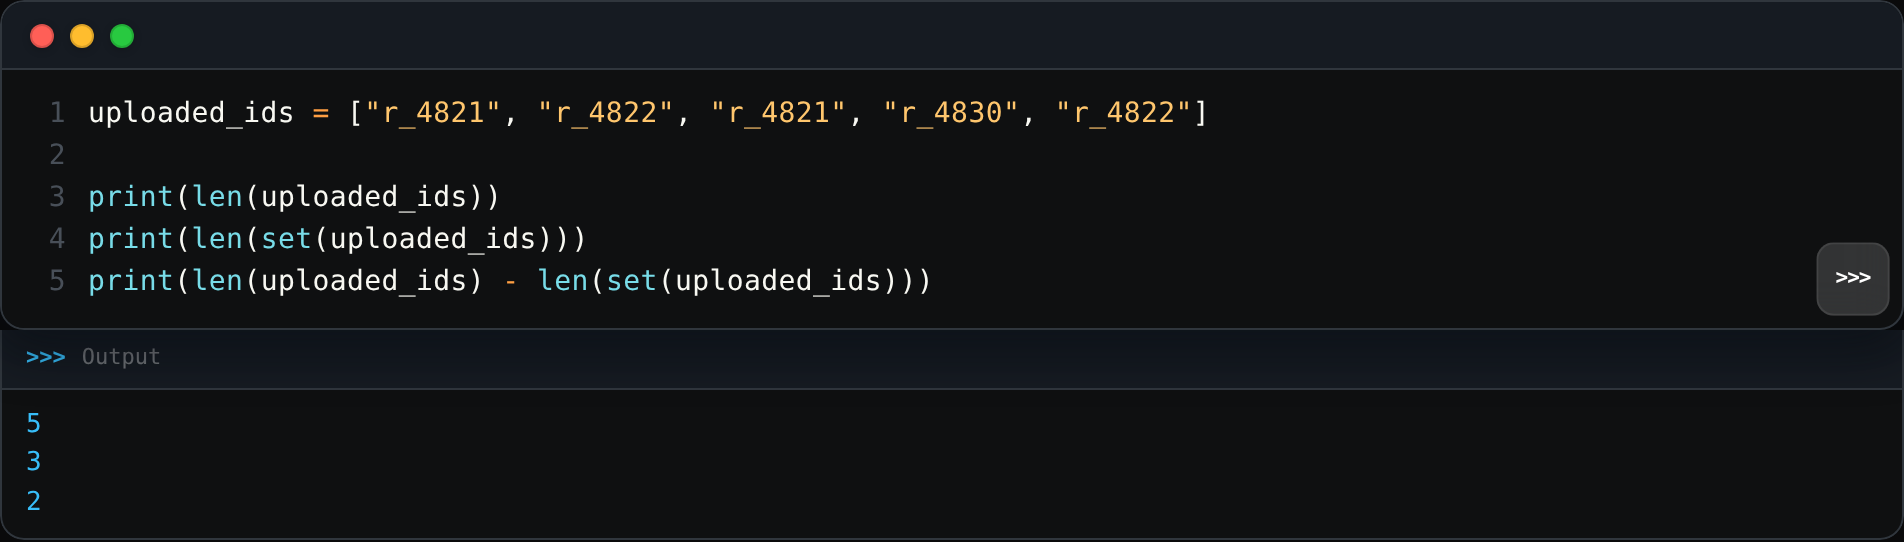 1 uploaded_ids = ["r_4821", "r_4822", "r_4821", "r_4830", "r_4822"]
2
3 print(len(uploaded_ids))
4 print(len(set(uploaded_ids)))
5 print(len(uploaded_ids) - len(set(uploaded_ids)))
>>>
>>> Output
5
3
2